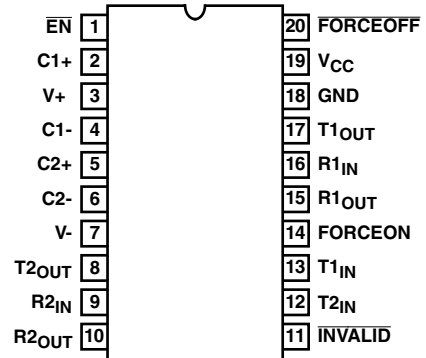 EN 1 20 FORCEOFF
C1+ 2 19 VCC
V+ 3 18 GND
C1- 4 17 T1OUT
C2+ 5 16 R1IN
C2- 6 15 R1OUT
V- 7 14 FORCEON
T2OUT 8 13 T1IN
R2IN 9 12 T2IN
R2OUT 10 11 INVALID